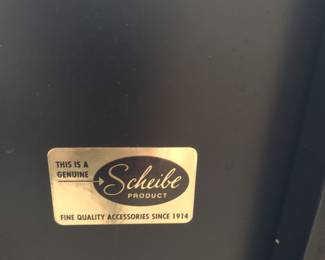 THIS IS A
GENUINE
Scheibe
PRODUCT
FINE QUALITY ACCESSORIES SINCE 1914